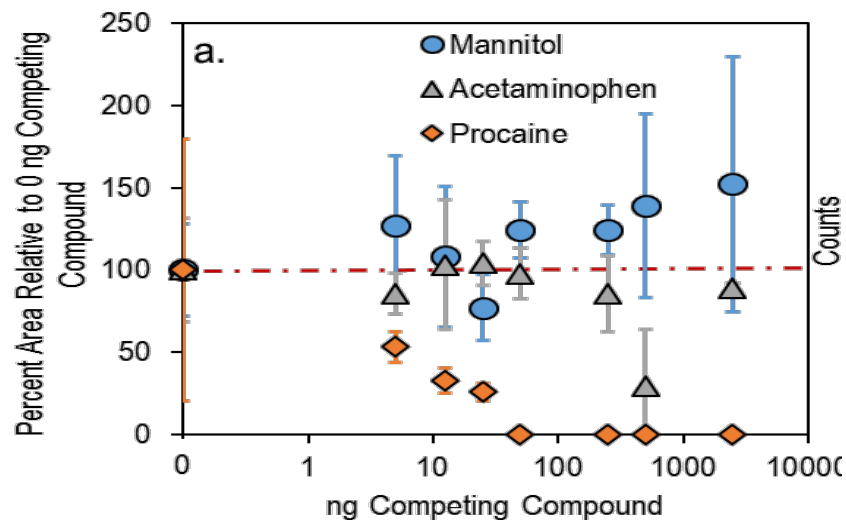 a.
Mannitol
Acetaminophen
Procaine
Percent Area Relative to 0 ng Competing
Compound
250
200
150
100
50
0
0
1
10
100
1000
10000
ng Competing Compound
Counts